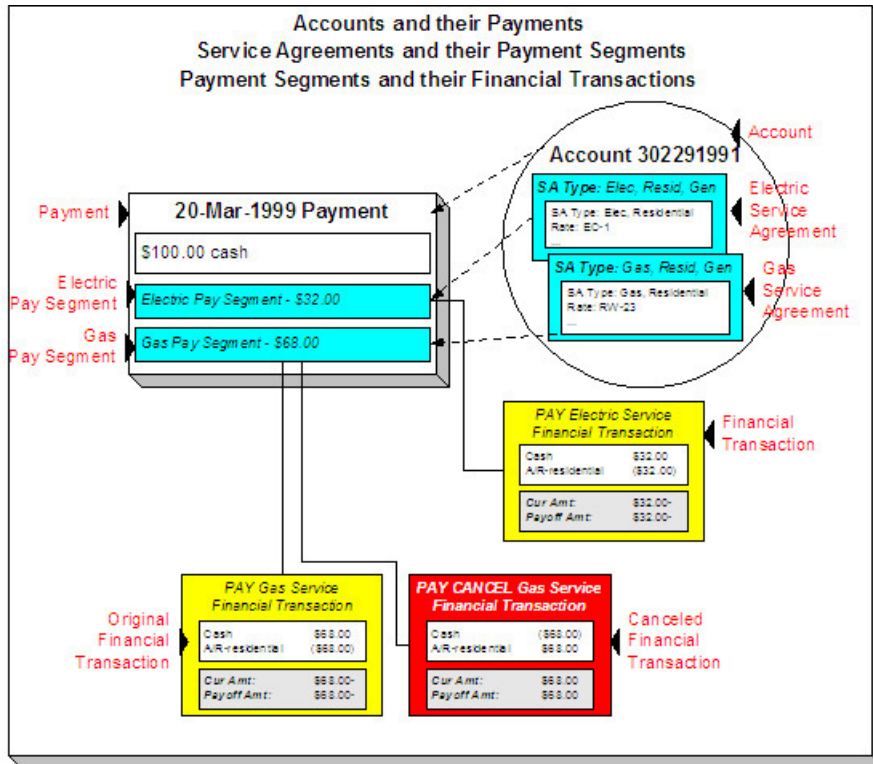 Accounts and their Payments
Service Agreements and their Payment Segments
Payment Segments and their Financial Transactions
Account
Account 302291991
SA Type: Elec, Resid, Gen
SA Type: Elec, Residential
Rate: EC-1
...
Electric
Service
Agreement
SA Type: Gas, Resid, Gen
SA Type: Gas, Residential
Rate: RW-23
...
Gas
Service
Agreement
Payment
20-Mar-1999 Payment
$100.00 cash
Electric
Pay Segment
Electric Pay Segment - $32.00
Gas
Pay Segment
Gas Pay Segment - $68.00
PAY Electric Service
Financial Transaction
Cash $32.00
A/R-residential ($32.00)
Cur Amt: $32.00-
Payoff Amt: $32.00-
Financial
Transaction
Original
Financial
Transaction
PAY Gas Service
Financial Transaction
Cash $68.00
A/R-residential ($68.00)
Cur Amt: $68.00-
Payoff Amt: $68.00-
PAY CANCEL Gas Service
Financial Transaction
Cash ($68.00)
A/R-residential $68.00
Cur Amt: $68.00
Payoff Amt: $68.00
Canceled
Financial
Transaction